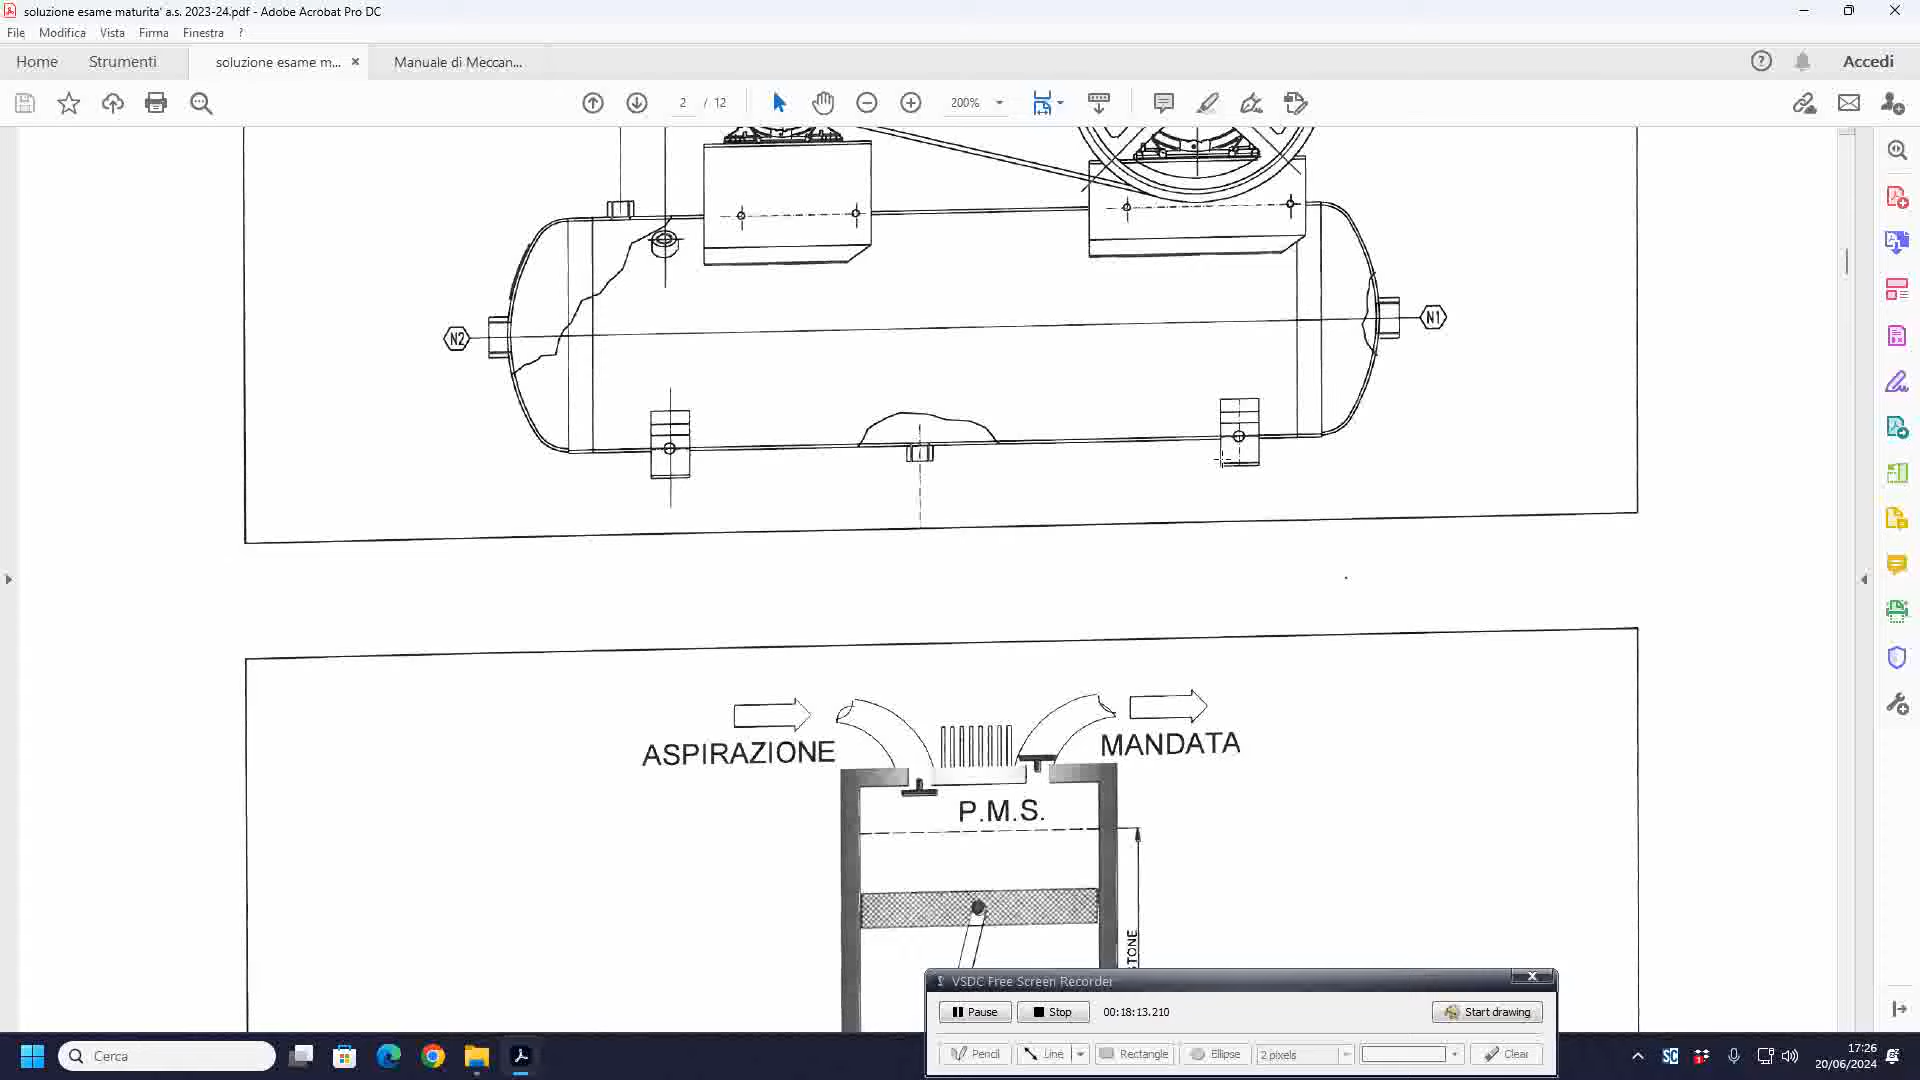 soluzione esame maturita' a.s. 2023-24.pdf - Adobe Acrobat Pro DC
File Modifica Vista Firma Finestra ?
Home Strumenti soluzione esame m... × Manuale di Meccan... Accedi
2 / 12 200%
N2 N1
ASPIRAZIONE MANDATA
P.M.S.
STONE
VSDC Free Screen Recorder
Pause Stop 00:18:13.210 Start drawing
Pencil Line Rectangle Ellipse 2 pixels Clear
Cerca
17:26
20/06/2024